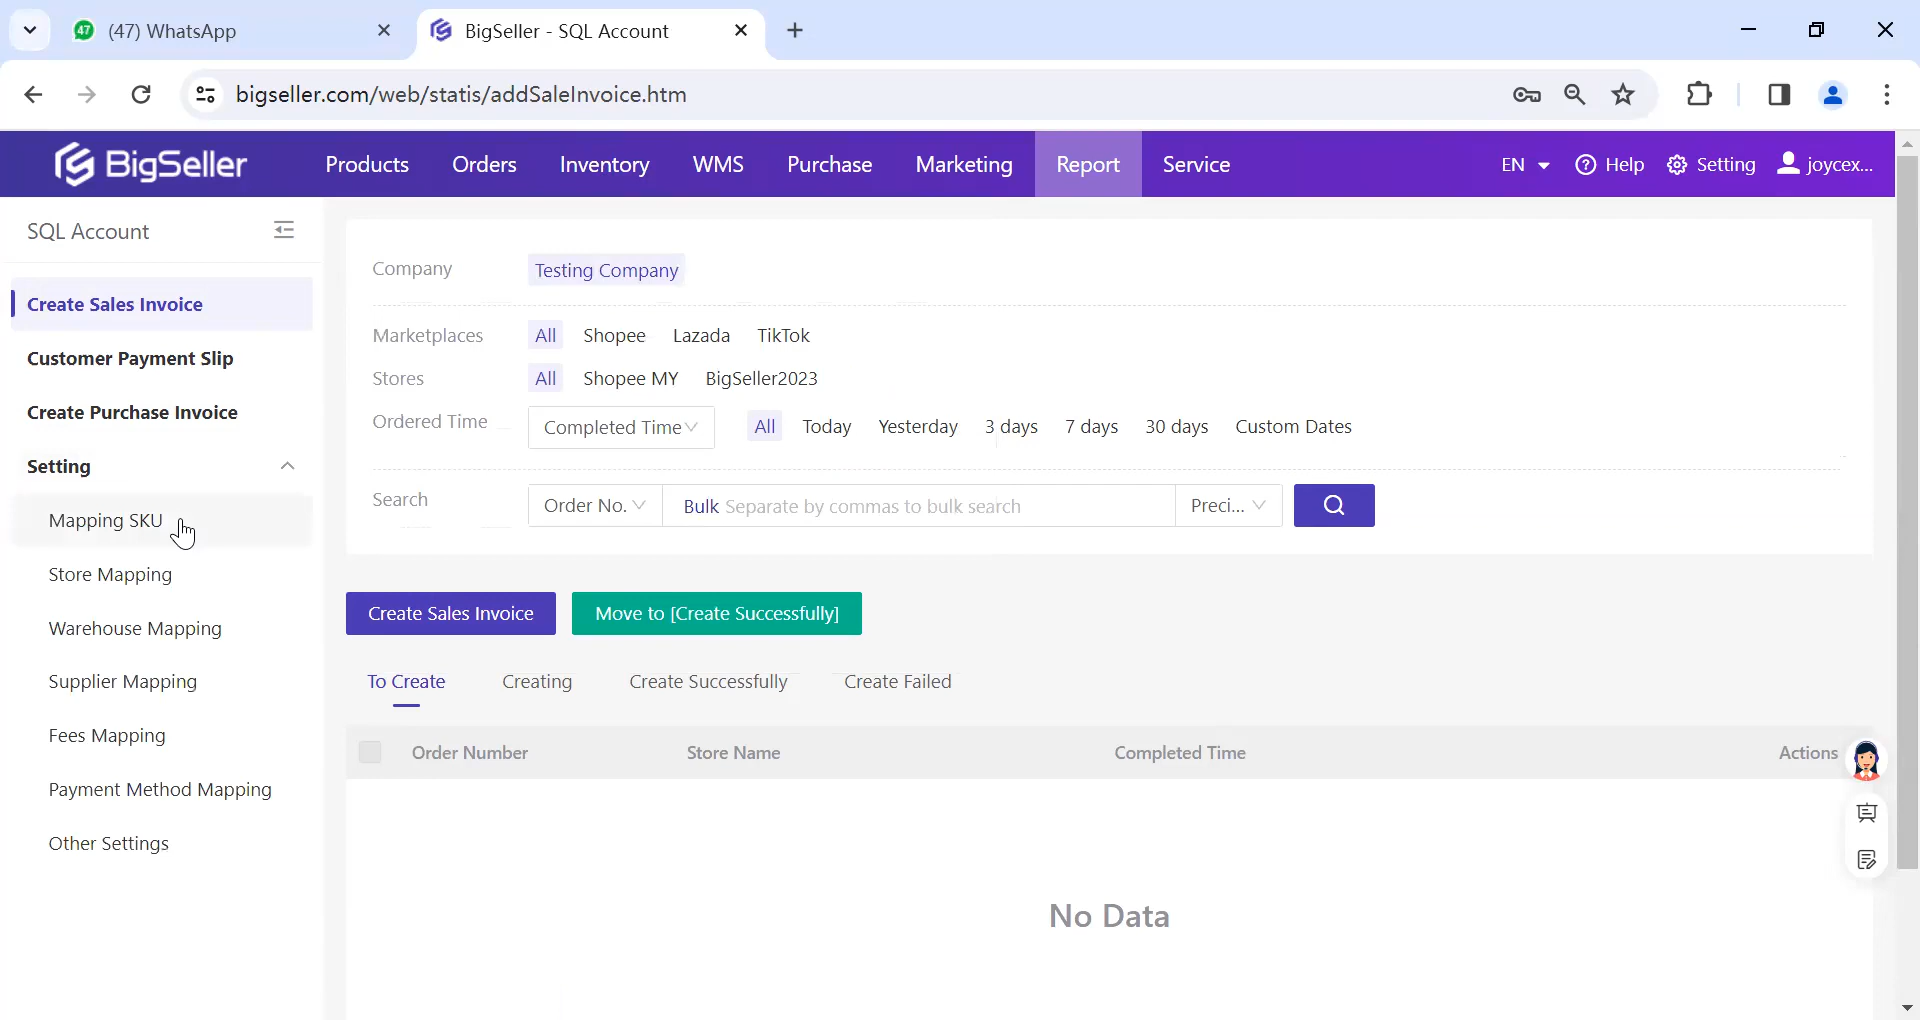 47 (47) WhatsApp
BigSeller - SQL Account
bigseller.com/web/statis/addSaleInvoice.htm
BigSeller Products Orders Inventory WMS Purchase Marketing Report Service EN Help Setting joycex...
SQL Account
Create Sales Invoice
Customer Payment Slip
Create Purchase Invoice
Setting
Mapping SKU
Store Mapping
Warehouse Mapping
Supplier Mapping
Fees Mapping
Payment Method Mapping
Other Settings
Company Testing Company
Marketplaces All Shopee Lazada TikTok
Stores All Shopee MY BigSeller2023
Ordered Time Completed Time All Today Yesterday 3 days 7 days 30 days Custom Dates
Search Order No. Bulk Separate by commas to bulk search Preci...
Create Sales Invoice Move to [Create Successfully]
To Create Creating Create Successfully Create Failed
Order Number Store Name Completed Time Actions
No Data